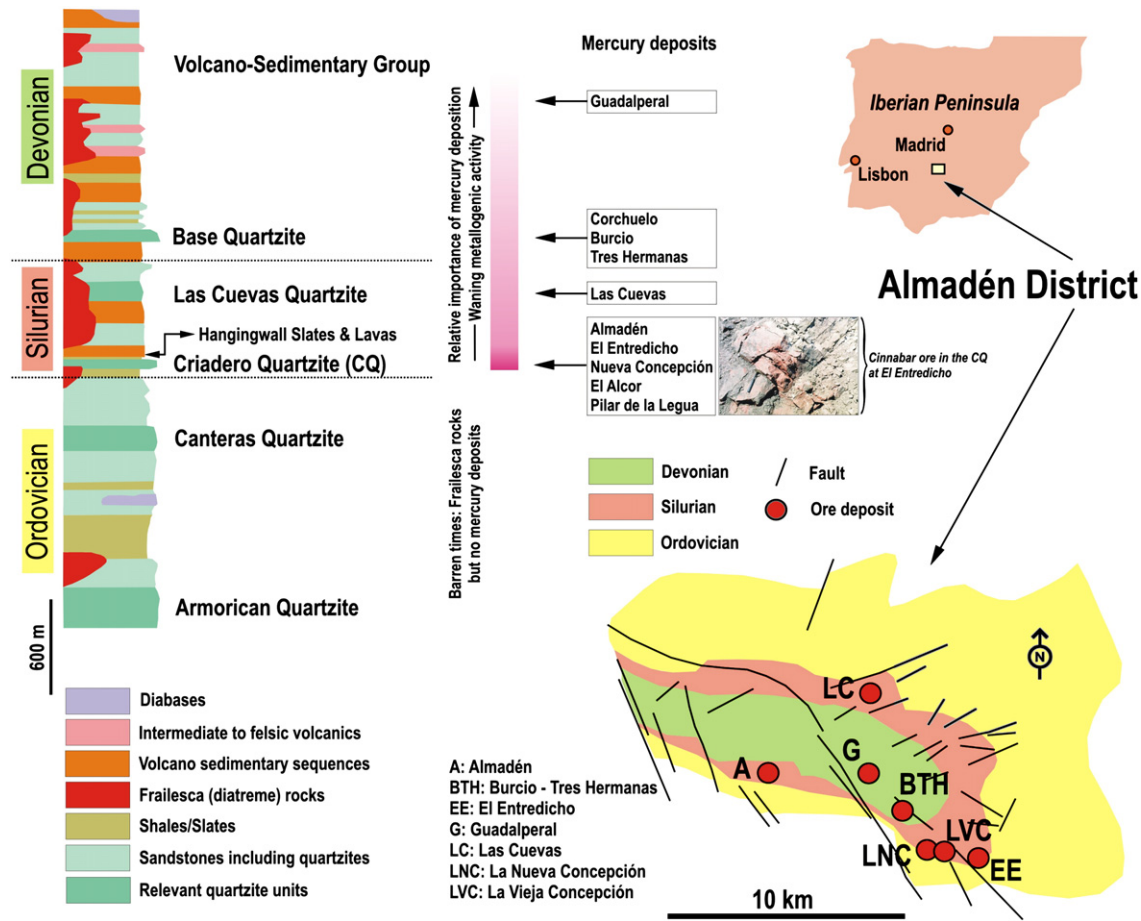 Devonian
Silurian
Ordovician
Volcano-Sedimentary Group
Base Quartzite
Las Cuevas Quartzite
Hangingwall Slates & Lavas
Criadero Quartzite (CQ)
Canteras Quartzite
Armorican Quartzite
600 m
Diabases
Intermediate to felsic volcanics
Volcano sedimentary sequences
Frailesca (diatreme) rocks
Shales/Slates
Sandstones including quartzites
Relevant quartzite units
Relative importance of mercury deposition
Waning metallogenic activity
Barren times: Frailesca rocks
but no mercury deposits
Mercury deposits
Guadalperal
Corchuelo
Burcio
Tres Hermanas
Las Cuevas
Almadén
El Entredicho
Nueva Concepción
El Alcor
Pilar de la Legua
Cinnabar ore in the CQ
at El Entredicho
Iberian Peninsula
Madrid
Lisbon
Almadén District
Devonian
Silurian
Ordovician
Fault
Ore deposit
N
LC
G
A
BTH
LVC
LNC
EE
10 km
A: Almadén
BTH: Burcio - Tres Hermanas
EE: El Entredicho
G: Guadalperal
LC: Las Cuevas
LNC: La Nueva Concepción
LVC: La Vieja Concepción